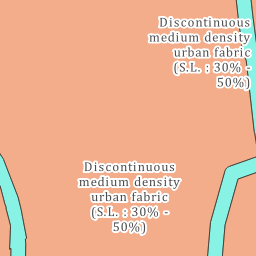 Discontinuous
medium density
urban fabric
(S.L. : 30% -
50%)
Discontinuous
medium density
urban fabric
(S.L. : 30% -
50%)